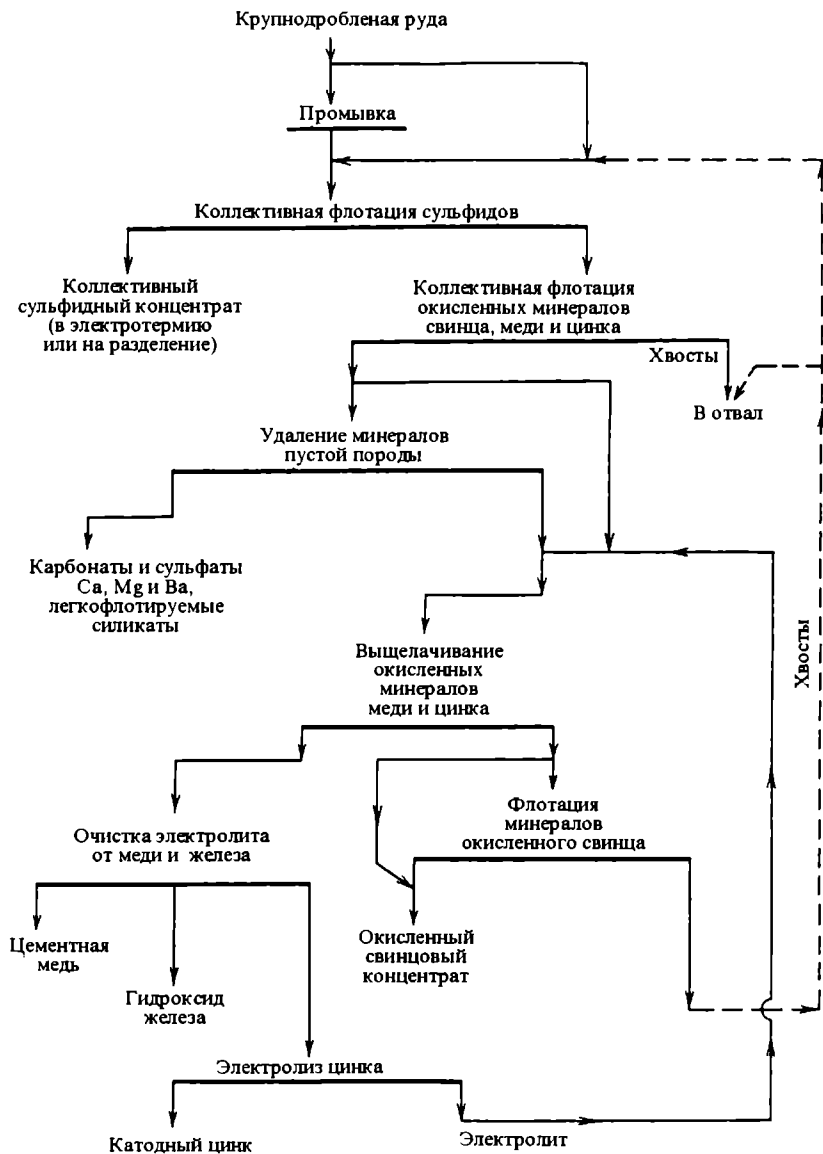 Крупнодробленая руда
Промывка
Коллективная флотация сульфидов
Коллективный
сульфидный концентрат
(в электротермию
или на разделение)
Коллективная флотация
окисленных минералов
свинца, меди и цинка
Хвосты
В отвал
Удаление минералов
пустой породы
Карбонаты и сульфаты
Ca, Mg и Ba,
легкофлотируемые
силикаты
Выщелачивание
окисленных
минералов
меди и цинка
Хвосты
Очистка электролита
от меди и железа
Флотация
минералов
окисленного свинца
Цементная
медь
Гидроксид
железа
Окисленный
свинцовый
концентрат
Электролиз цинка
Катодный цинк
Электролит